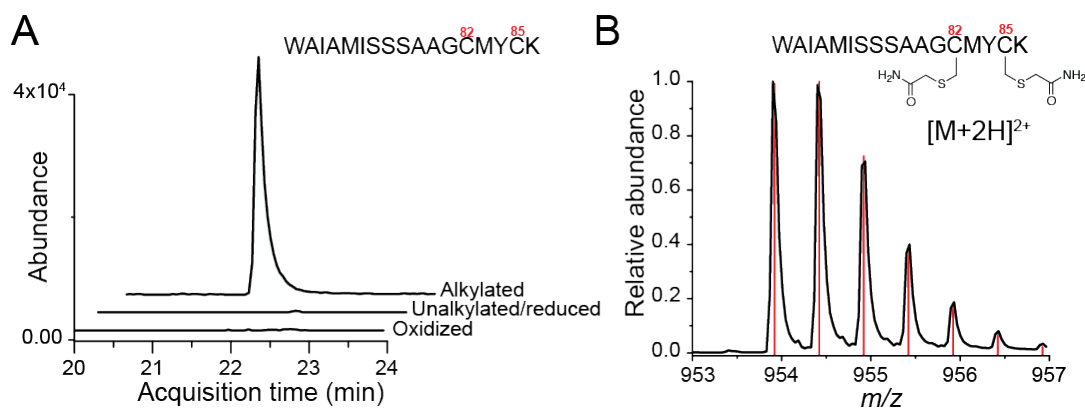 A
82 85
WAIAMISSSAAGCMYCK
4x10⁴
0.00
Abundance
Alkylated
Unalkylated/reduced
Oxidized
20 21 22 23 24
Acquisition time (min)
B
82 85
WAIAMISSSAAGCMYCK
H₂N S O S O NH₂
[M+2H]²⁺
1.0
0.8
0.6
0.4
0.2
0.0
Relative abundance
953 954 955 956 957
m/z